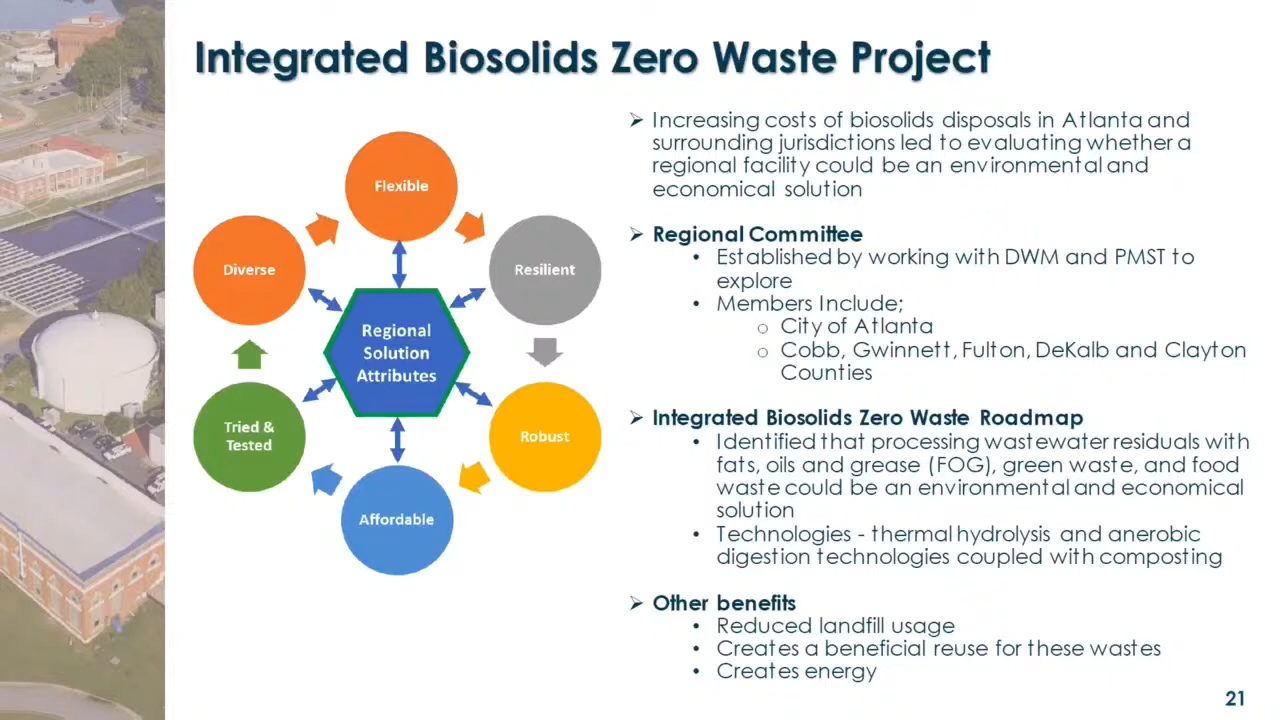 Integrated Biosolids Zero Waste Project
Flexible
Diverse
Resilient
Regional
Solution
Attributes
Tried &
Tested
Robust
Affordable
➢ Increasing costs of biosolids disposals in Atlanta and
surrounding jurisdictions led to evaluating whether a
regional facility could be an environmental and
economical solution
➢ Regional Committee
• Established by working with DWM and PMST to
explore
• Members Include;
o City of Atlanta
o Cobb, Gwinnett, Fulton, DeKalb and Clayton
Counties
➢ Integrated Biosolids Zero Waste Roadmap
• Identified that processing wastewater residuals with
fats, oils and grease (FOG), green waste, and food
waste could be an environmental and economical
solution
• Technologies - thermal hydrolysis and anerobic
digestion technologies coupled with composting
➢ Other benefits
• Reduced landfill usage
• Creates a beneficial reuse for these wastes
• Creates energy
21